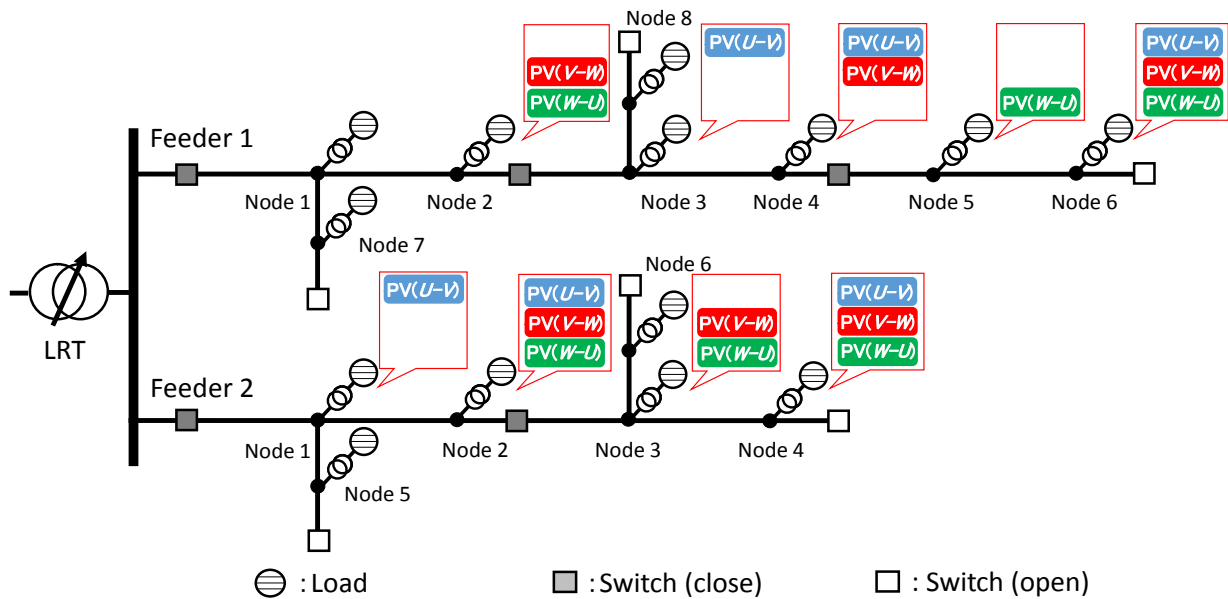 Node 8
PV(U-V)
PV(U-V)
PV(U-V)
PV(V-W)
PV(V-W)
PV(V-W)
PV(W-U)
PV(W-U)
PV(W-U)
Feeder 1
Node 1
Node 2
Node 3
Node 4
Node 5
Node 6
Node 7
Node 6
PV(U-V)
PV(U-V)
PV(U-V)
PV(V-W)
PV(V-W)
PV(V-W)
PV(W-U)
PV(W-U)
PV(W-U)
LRT
Feeder 2
Node 1
Node 2
Node 3
Node 4
Node 5
: Load
: Switch (close)
: Switch (open)